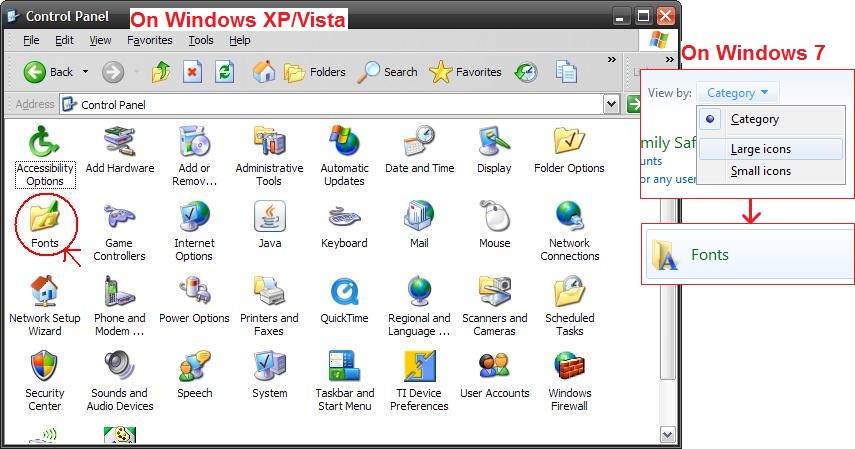 Control Panel
On Windows XP/Vista
File Edit View Favorites Tools Help
On Windows 7
Back Folders Search Favorites
Address Control Panel
View by: Category
Category
Large icons
Small icons
amily Saf
unts
or any user
Accessibility Options
Add Hardware
Add or Remov...
Administrative Tools
Automatic Updates
Date and Time
Display
Folder Options
Fonts
Game Controllers
Internet Options
Java
Keyboard
Mail
Mouse
Network Connections
Fonts
Network Setup Wizard
Phone and Modem ...
Power Options
Printers and Faxes
QuickTime
Regional and Language ...
Scanners and Cameras
Scheduled Tasks
Security Center
Sounds and Audio Devices
Speech
System
Taskbar and Start Menu
TI Device Preferences
User Accounts
Windows Firewall